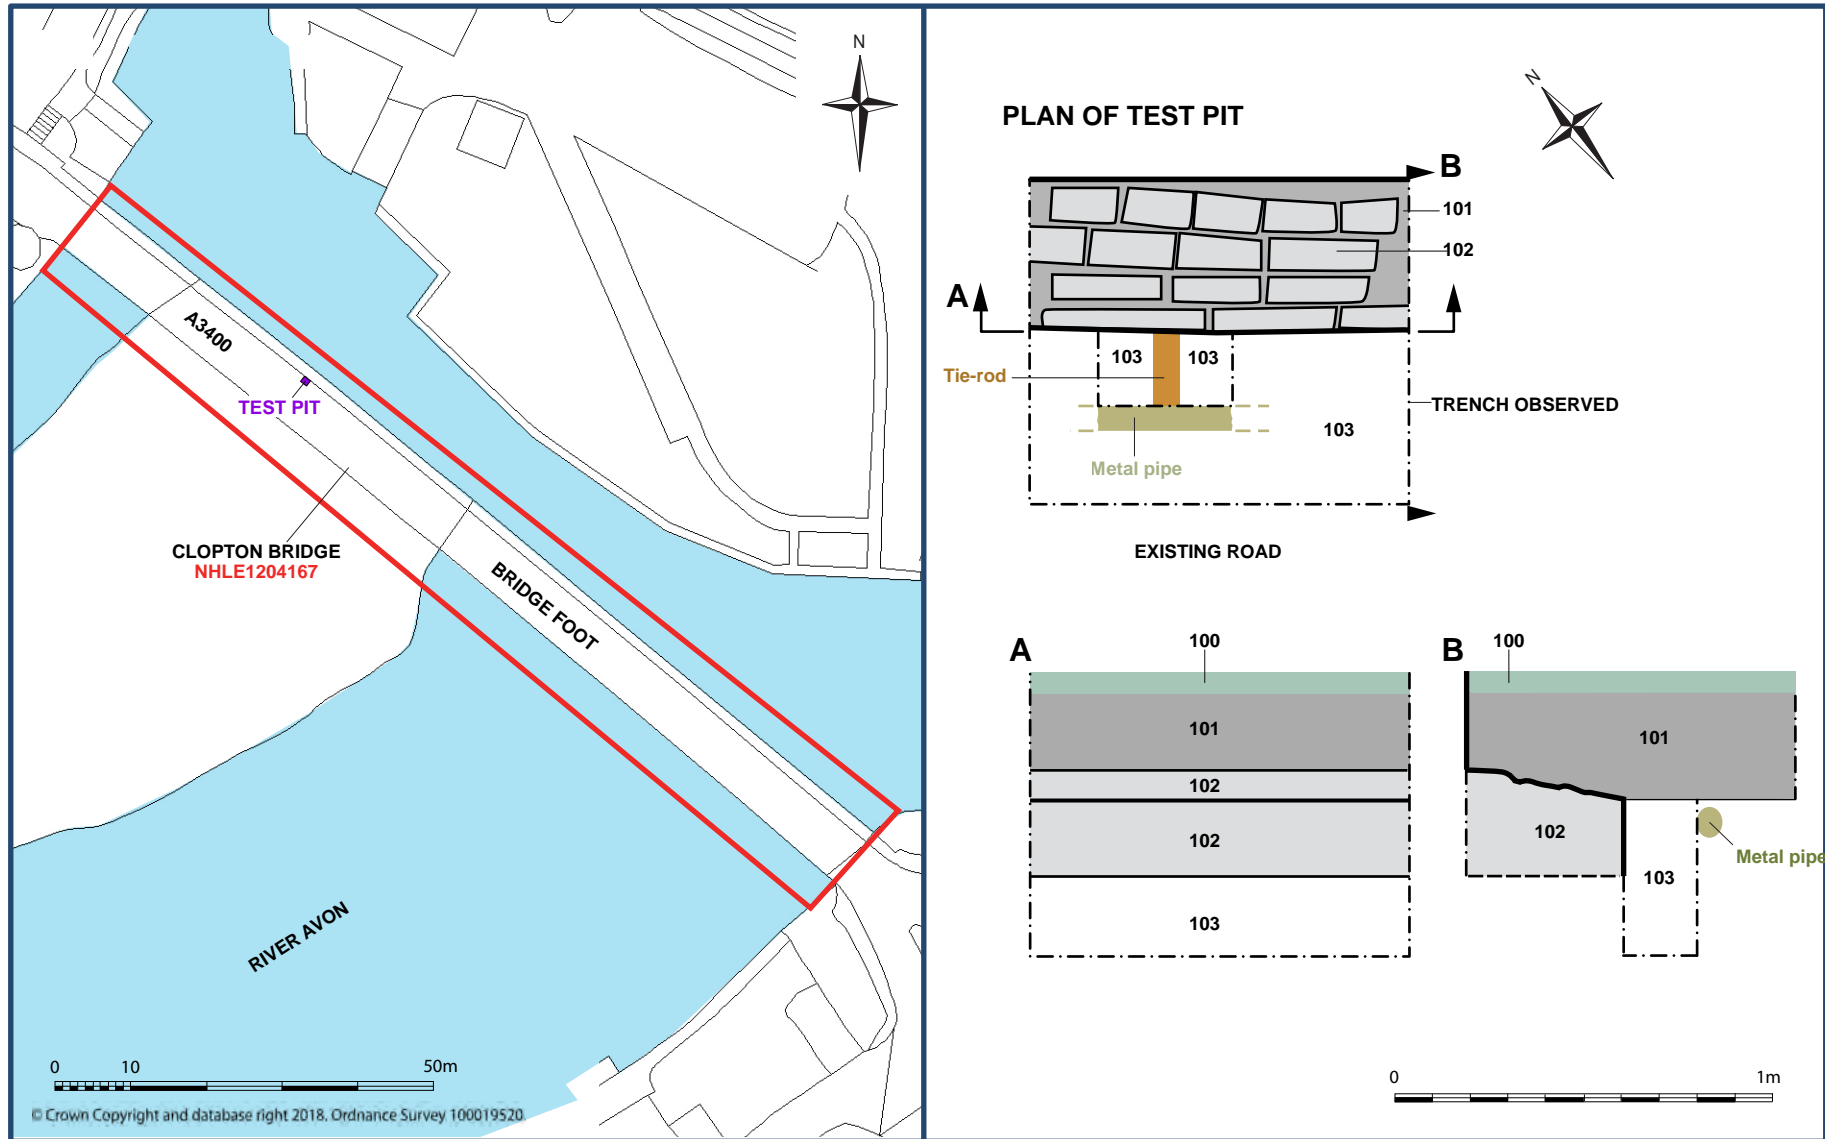 N
A3400
TEST PIT
CLOPTON BRIDGE
NHLE1204167
BRIDGE FOOT
RIVER AVON
0 10 50m
© Crown Copyright and database right 2018. Ordnance Survey 100019520.
PLAN OF TEST PIT
N
B
101
102
A
103 103
Tie-rod
TRENCH OBSERVED
103
Metal pipe
EXISTING ROAD
A 100
101
102
102
103
B 100
101
102
Metal pipe
103
0 1m